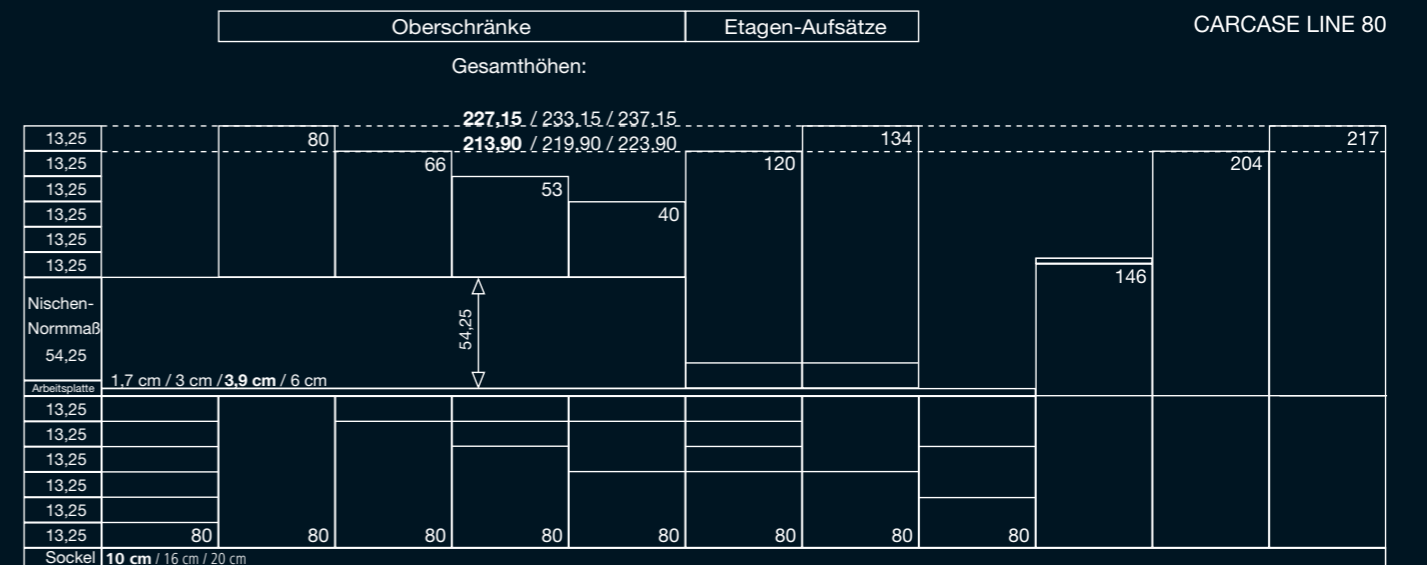 Oberschränke Etagen-Aufsätze CARCASE LINE 80
Gesamthöhen:
227,15 / 233,15 / 237,15
13,25 80 213,90 / 219,90 / 223,90 134 217
13,25 66 120 204
13,25 53
13,25 40
13,25
13,25 146
Nischen-
Normmaß
54,25
54,25
Arbeitsplatte 1,7 cm / 3 cm / 3,9 cm / 6 cm
13,25
13,25
13,25
13,25
13,25
13,25 80 80 80 80 80 80 80 80
Sockel 10 cm / 16 cm / 20 cm